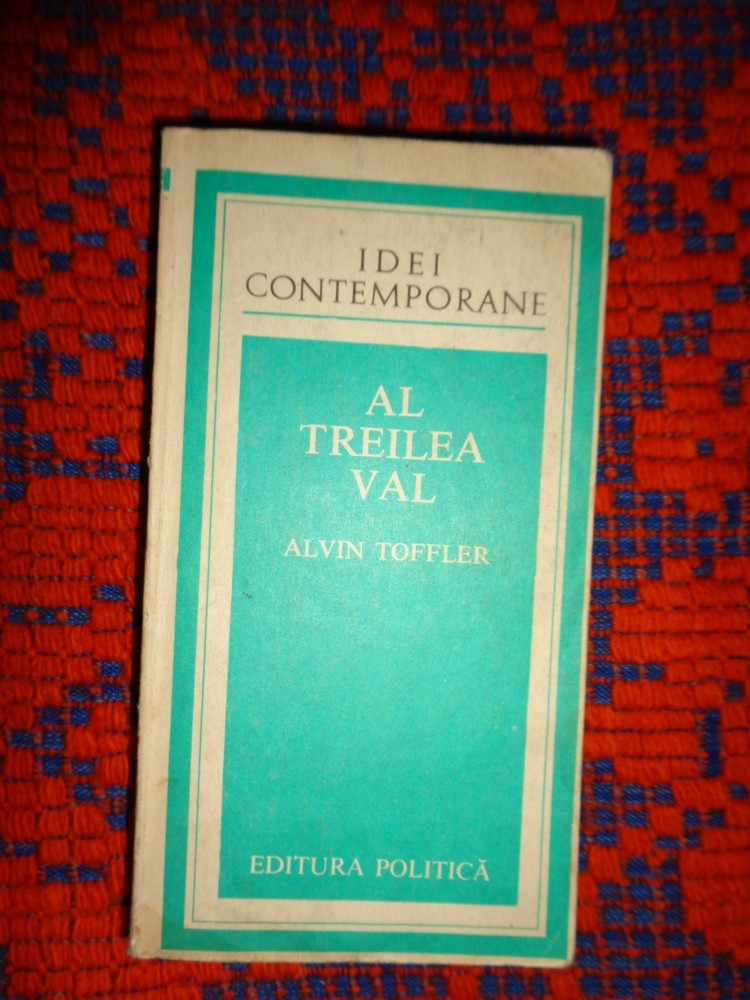 IDEI
CONTEMPORANE
AL
TREILEA
VAL
ALVIN TOFFLER
EDITURA POLITICĂ